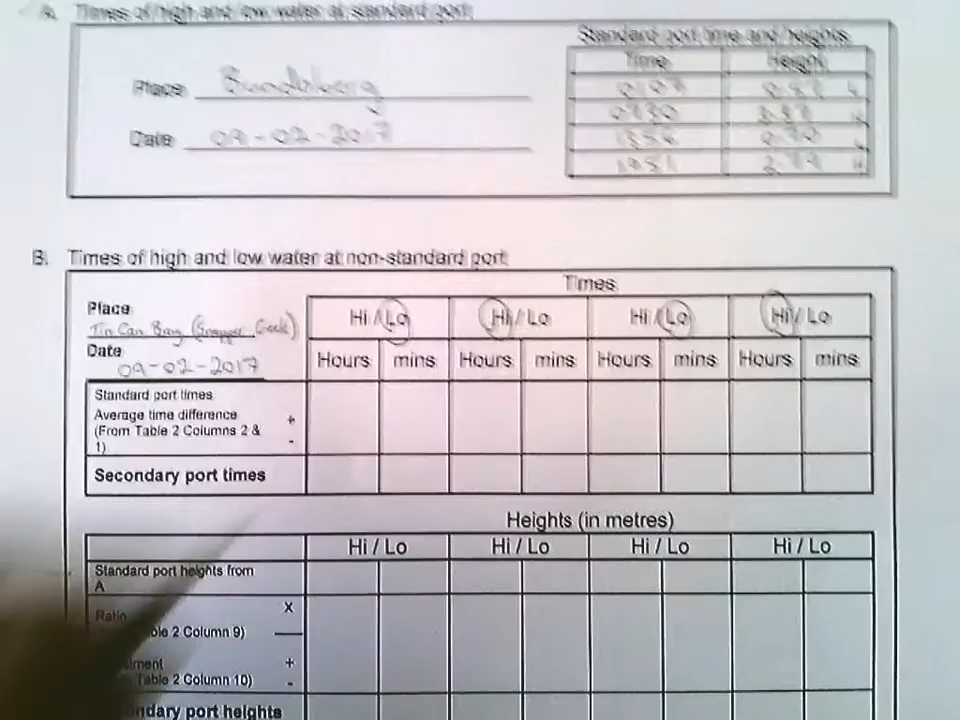 A. Times of high and low water at standard port
Standard port time and heights
Time Height
Place Bundaberg
0730
Date 09-02-2017
1356
1951
B. Times of high and low water at non-standard port
Times
Place
Tin Can Bay (Snapper Creek)
Hi / Lo Hi / Lo Hi / Lo Hi / Lo
Date
09-02-2017
Hours mins Hours mins Hours mins Hours mins
Standard port times
Average time difference +
(From Table 2 Columns 2 & -
1)
Secondary port times
Heights (in metres)
Hi / Lo Hi / Lo Hi / Lo Hi / Lo
Standard port heights from
A
Ratio X
ble 2 Column 9)
tment +
Table 2 Column 10) -
ndary port heights